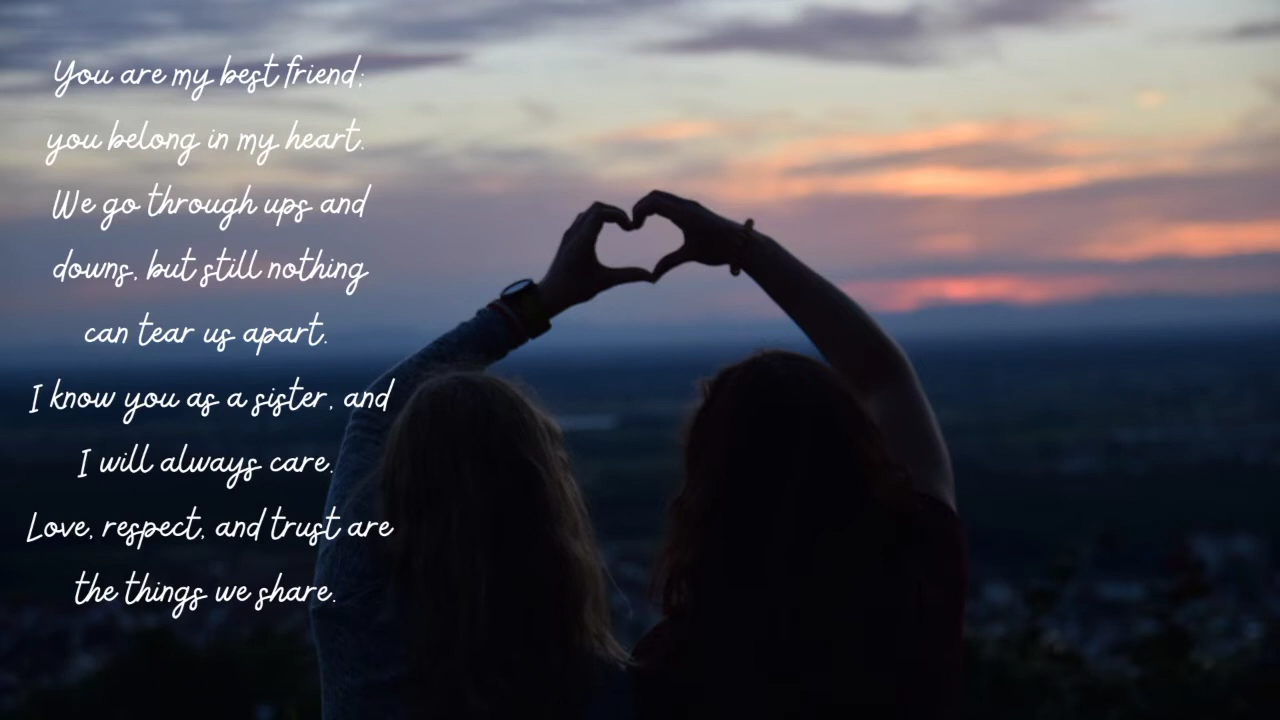 You are my best friend;
you belong in my heart.
We go through ups and
downs, but still nothing
can tear us apart.
I know you as a sister, and
I will always care.
Love, respect, and trust are
the things we share.